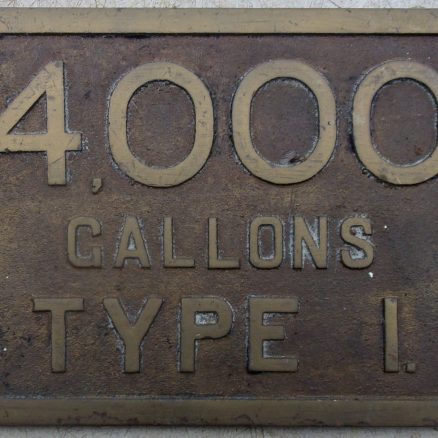 4,000
GALLONS
TYPE I.